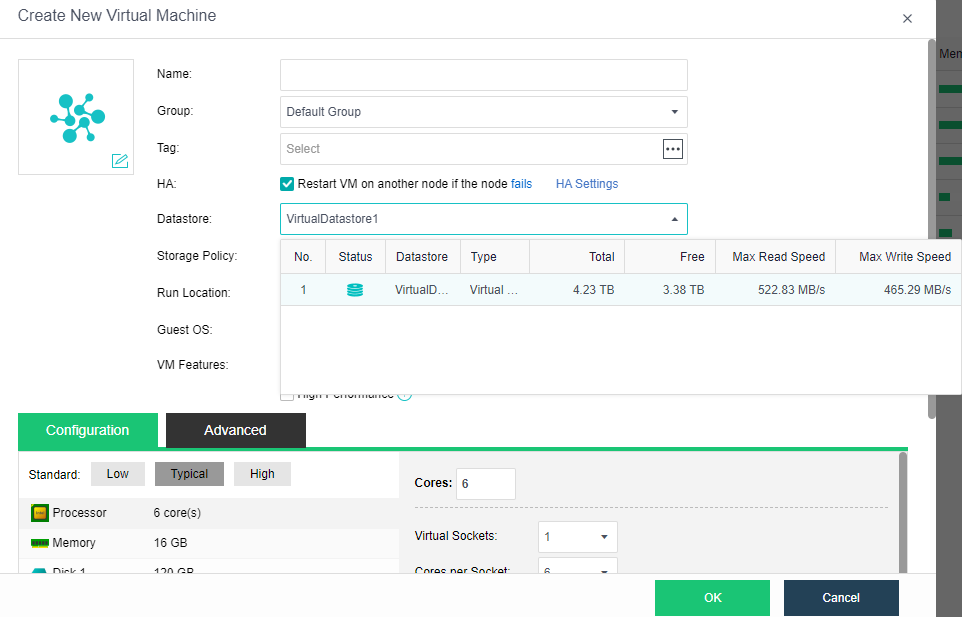 Create New Virtual Machine
Name:
Group: Default Group
Tag: Select
HA: Restart VM on another node if the node fails HA Settings
Datastore: VirtualDatastore1
Storage Policy:
Run Location:
Guest OS:
VM Features:
No. Status Datastore Type Total Free Max Read Speed Max Write Speed
1 VirtualD... Virtual ... 4.23 TB 3.38 TB 522.83 MB/s 465.29 MB/s
High Performance
Configuration Advanced
Standard: Low Typical High
Processor 6 core(s)
Memory 16 GB
Disk 1 120 GB
Cores: 6
Virtual Sockets: 1
Cores per Socket: 6
OK Cancel
Mem